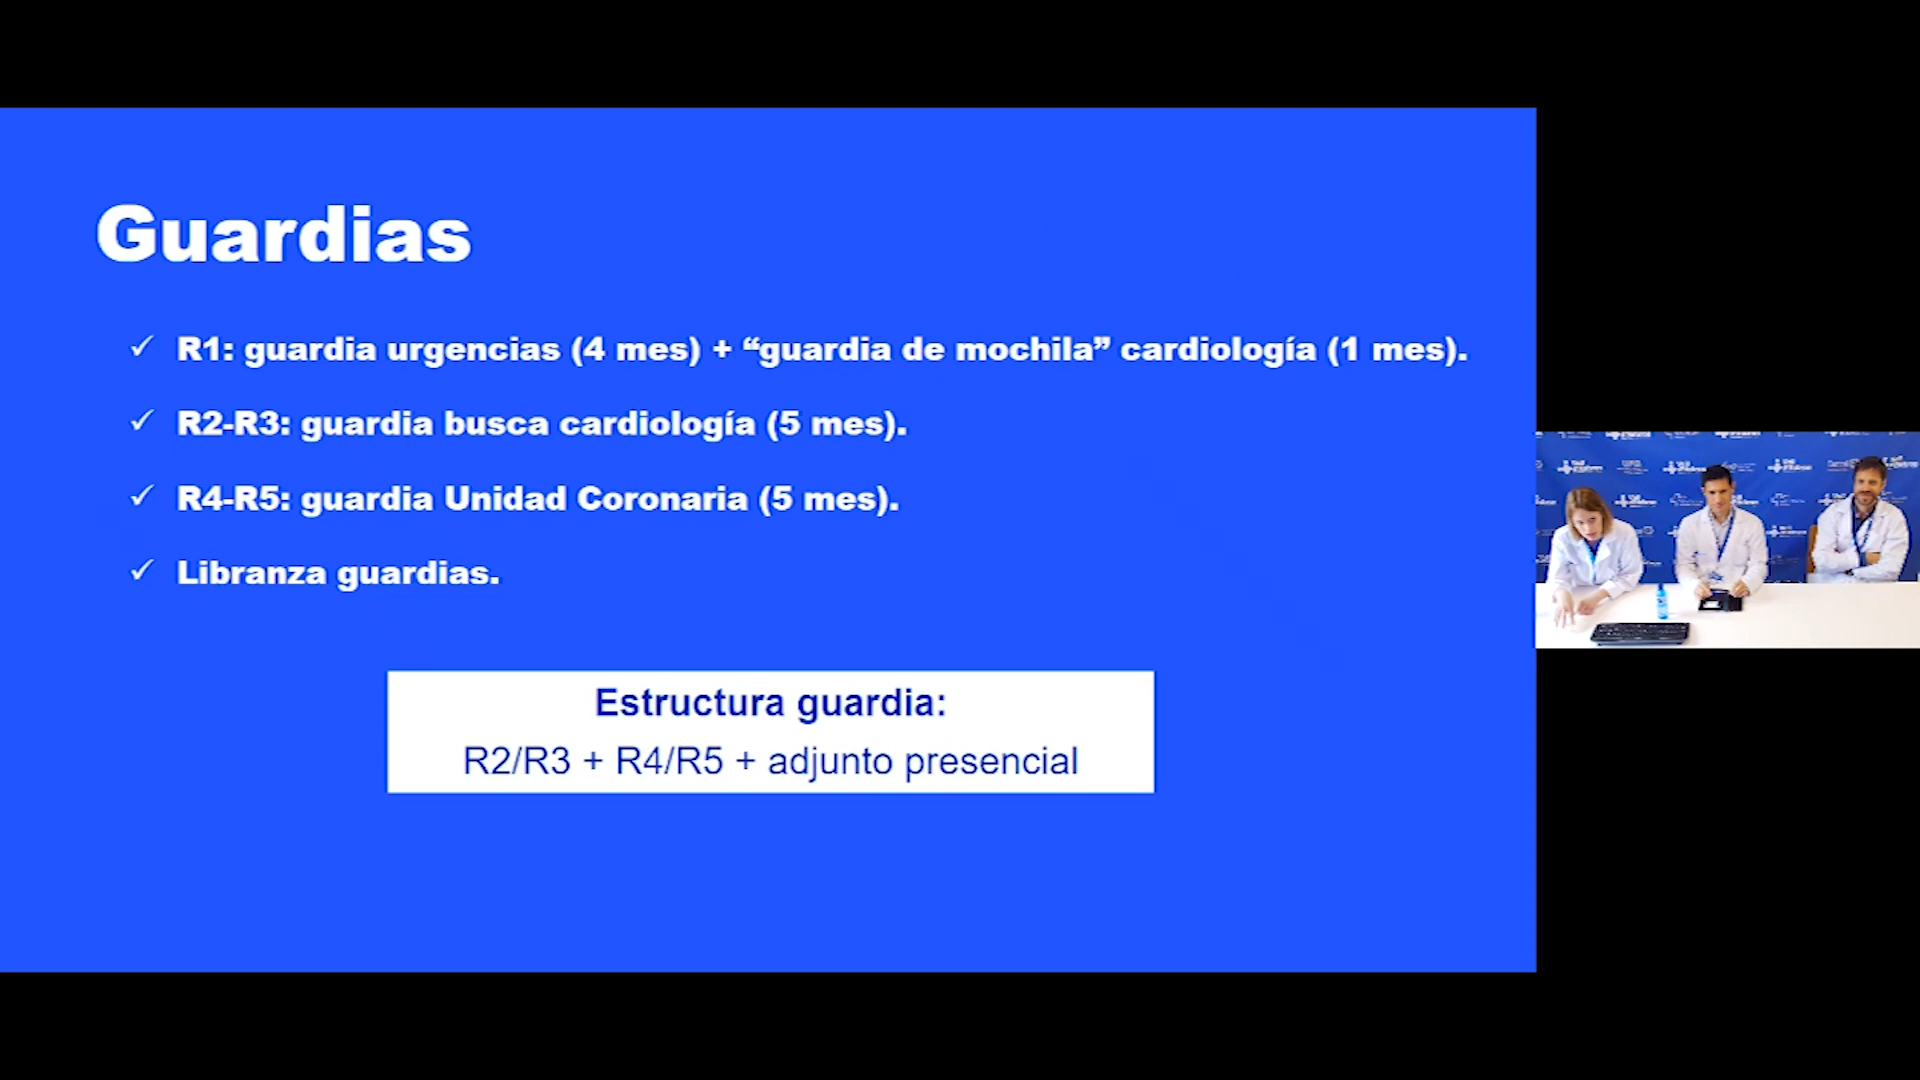 Guardias
✓ R1: guardia urgencias (4 mes) + “guardia de mochila” cardiología (1 mes).
✓ R2-R3: guardia busca cardiología (5 mes).
✓ R4-R5: guardia Unidad Coronaria (5 mes).
✓ Libranza guardias.
Estructura guardia:
R2/R3 + R4/R5 + adjunto presencial